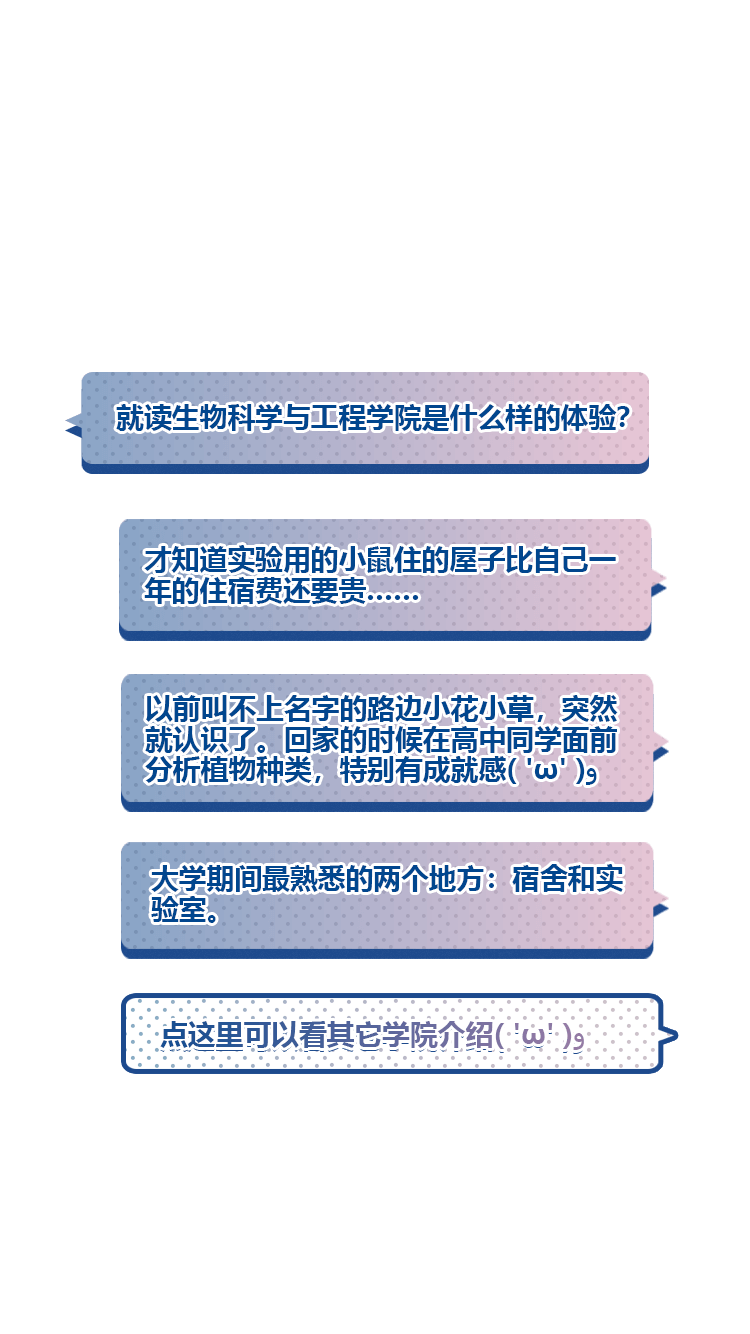 就读生物科学与工程学院是什么样的体验?
才知道实验用的小鼠住的屋子比自己一
年的住宿费还要贵......
以前叫不上名字的路边小花小草，突然
就认识了。回家的时候在高中同学面前
分析植物种类，特别有成就感( 'ω' )و
大学期间最熟悉的两个地方：宿舍和实
验室。
点这里可以看其它学院介绍( 'ω' )و